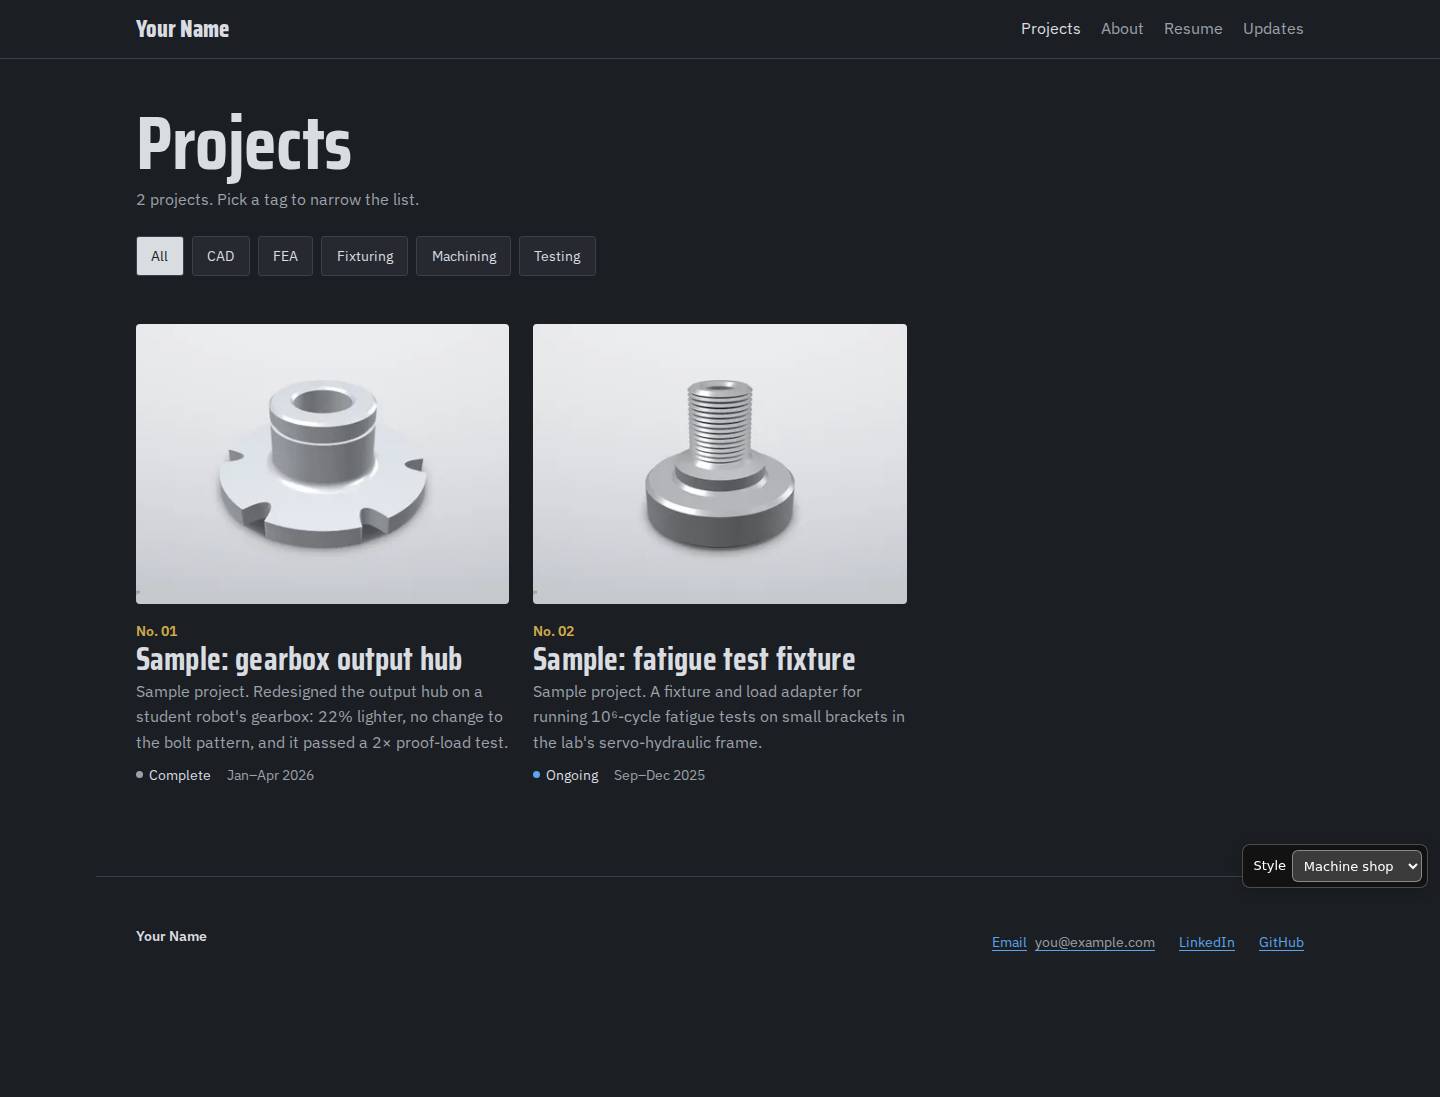 Your Name
Projects About Resume Updates
Projects
2 projects. Pick a tag to narrow the list.
All CAD FEA Fixturing Machining Testing
No. 01
Sample: gearbox output hub
Sample project. Redesigned the output hub on a
student robot's gearbox: 22% lighter, no change to
the bolt pattern, and it passed a 2× proof-load test.
Complete Jan–Apr 2026
No. 02
Sample: fatigue test fixture
Sample project. A fixture and load adapter for
running 10⁶-cycle fatigue tests on small brackets in
the lab's servo-hydraulic frame.
Ongoing Sep–Dec 2025
Style Machine shop
Your Name
Email you@example.com LinkedIn GitHub